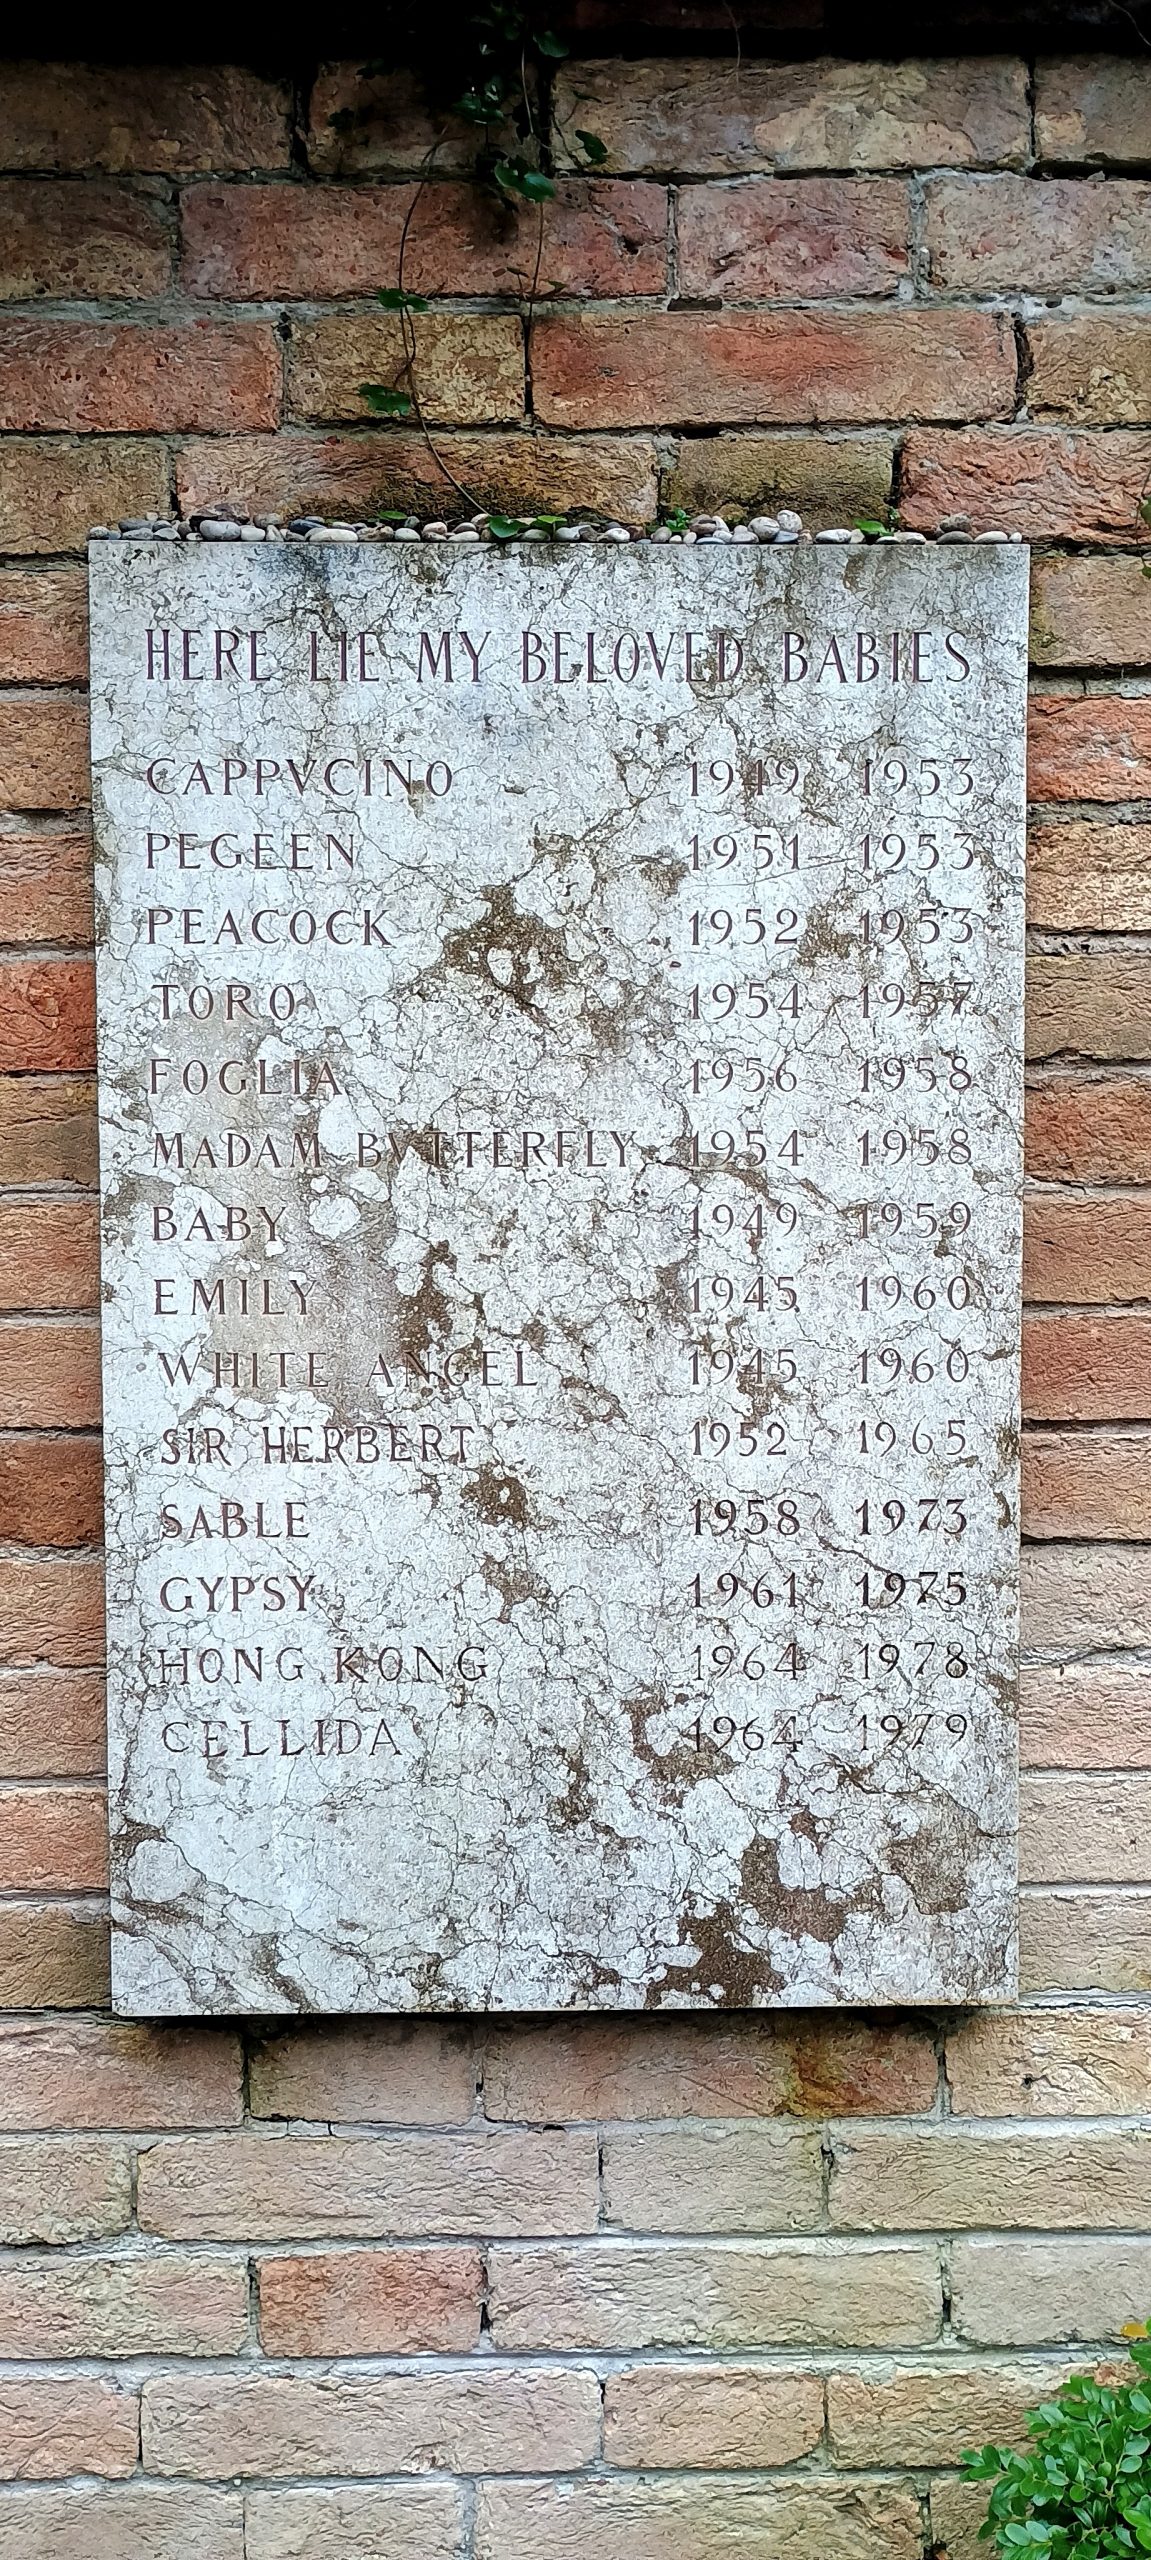 HERE LIE MY BELOVED BABIES
CAPPVCINO 1949 1953
PEGEEN 1951 1953
PEACOCK 1952 1953
TORO 1954 1957
FOGLIA 1956 1958
MADAM BVTTERFLY 1954 1958
BABY 1949 1959
EMILY 1945 1960
WHITE ANGEL 1945 1960
SIR HERBERT 1952 1965
SABLE 1958 1973
GYPSY 1961 1975
HONG KONG 1964 1978
CELLIDA 1964 1979